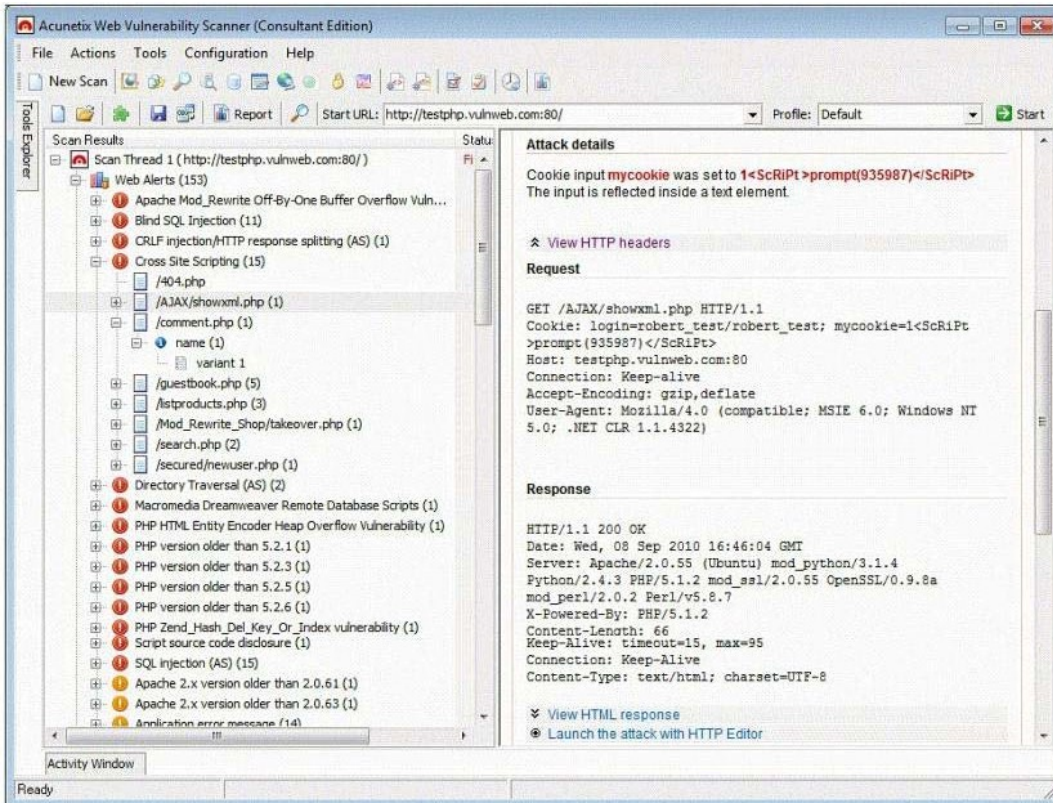 Acunetix Web Vulnerability Scanner (Consultant Edition)
File Actions Tools Configuration Help
New Scan
Report Start URL: http://testphp.vulnweb.com:80/ Profile: Default Start
Tools Explorer
Scan Results Statu
Scan Thread 1 ( http://testphp.vulnweb.com:80/ ) Fi
Web Alerts (153)
Apache Mod_Rewrite Off-By-One Buffer Overflow Vuln...
Blind SQL Injection (11)
CRLF injection/HTTP response splitting (AS) (1)
Cross Site Scripting (15)
/404.php
/AJAX/showxml.php (1)
/comment.php (1)
name (1)
variant 1
/guestbook.php (5)
/listproducts.php (3)
/Mod_Rewrite_Shop/takeover.php (1)
/search.php (2)
/secured/newuser.php (1)
Directory Traversal (AS) (2)
Macromedia Dreamweaver Remote Database Scripts (1)
PHP HTML Entity Encoder Heap Overflow Vulnerability (1)
PHP version older than 5.2.1 (1)
PHP version older than 5.2.3 (1)
PHP version older than 5.2.5 (1)
PHP version older than 5.2.6 (1)
PHP Zend_Hash_Del_Key_Or_Index vulnerability (1)
Script source code disclosure (1)
SQL injection (AS) (15)
Apache 2.x version older than 2.0.61 (1)
Apache 2.x version older than 2.0.63 (1)
Application error message (14)
Attack details
Cookie input mycookie was set to 1<ScRiPt >prompt(935987)</ScRiPt>
The input is reflected inside a text element.
View HTTP headers
Request
GET /AJAX/showxml.php HTTP/1.1
Cookie: login=robert_test/robert_test; mycookie=1<ScRiPt
>prompt(935987)</ScRiPt>
Host: testphp.vulnweb.com:80
Connection: Keep-alive
Accept-Encoding: gzip,deflate
User-Agent: Mozilla/4.0 (compatible; MSIE 6.0; Windows NT
5.0; .NET CLR 1.1.4322)
Response
HTTP/1.1 200 OK
Date: Wed, 08 Sep 2010 16:46:04 GMT
Server: Apache/2.0.55 (Ubuntu) mod_python/3.1.4
Python/2.4.3 PHP/5.1.2 mod_ssl/2.0.55 OpenSSL/0.9.8a
mod_perl/2.0.2 Perl/v5.8.7
X-Powered-By: PHP/5.1.2
Content-Length: 66
Keep-Alive: timeout=15, max=95
Connection: Keep-Alive
Content-Type: text/html; charset=UTF-8
View HTML response
Launch the attack with HTTP Editor
Activity Window
Ready